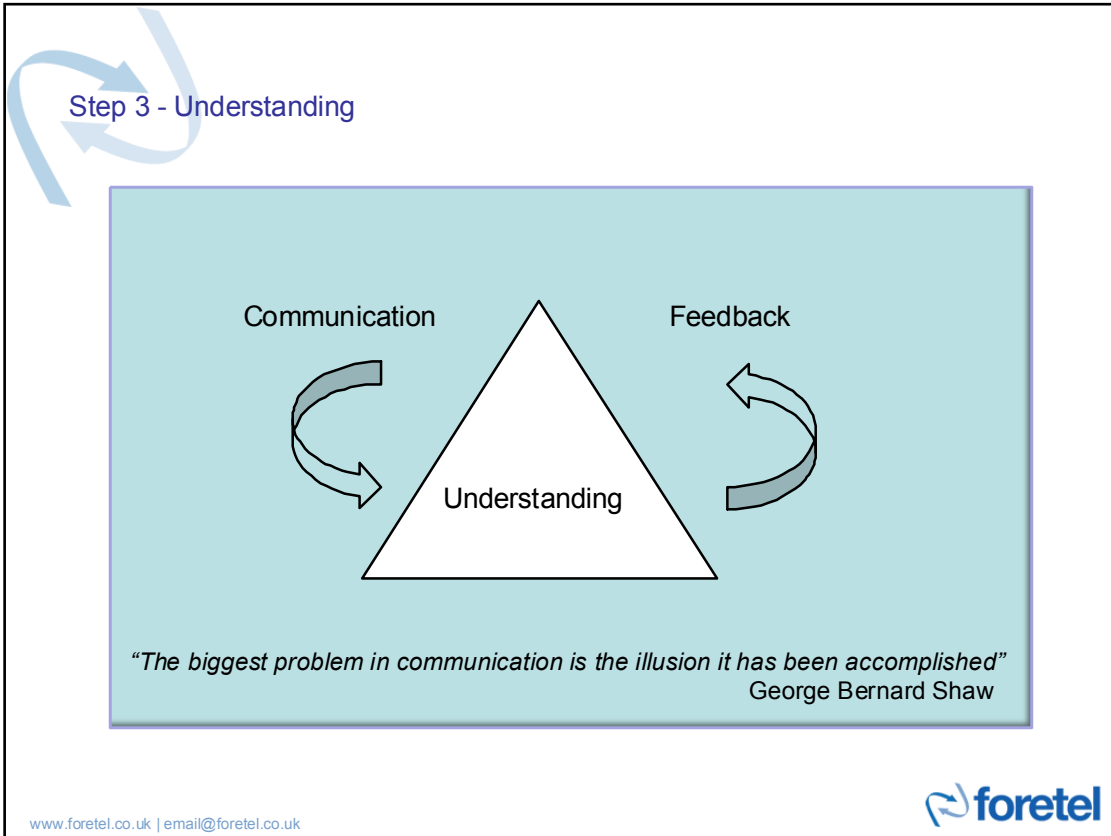 Step 3 - Understanding
Communication
Feedback
Understanding
“The biggest problem in communication is the illusion it has been accomplished”
George Bernard Shaw
www.foretel.co.uk | email@foretel.co.uk
foretel